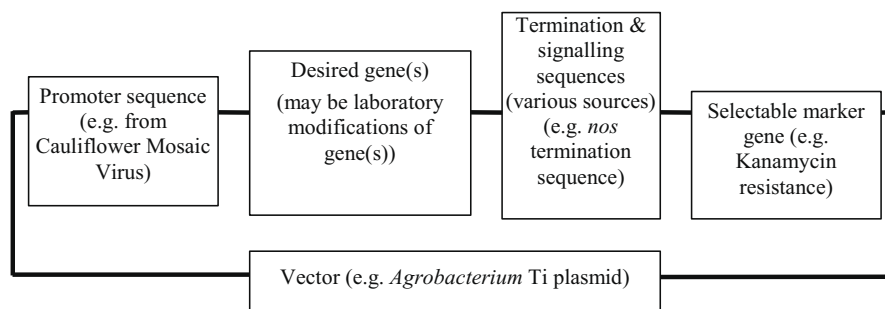 Promoter sequence
(e.g. from
Cauliflower Mosaic
Virus)
Desired gene(s)
(may be laboratory
modifications of
gene(s))
Termination &
signalling
sequences
(various sources)
(e.g. nos
termination
sequence)
Selectable marker
gene (e.g.
Kanamycin
resistance)
Vector (e.g. Agrobacterium Ti plasmid)